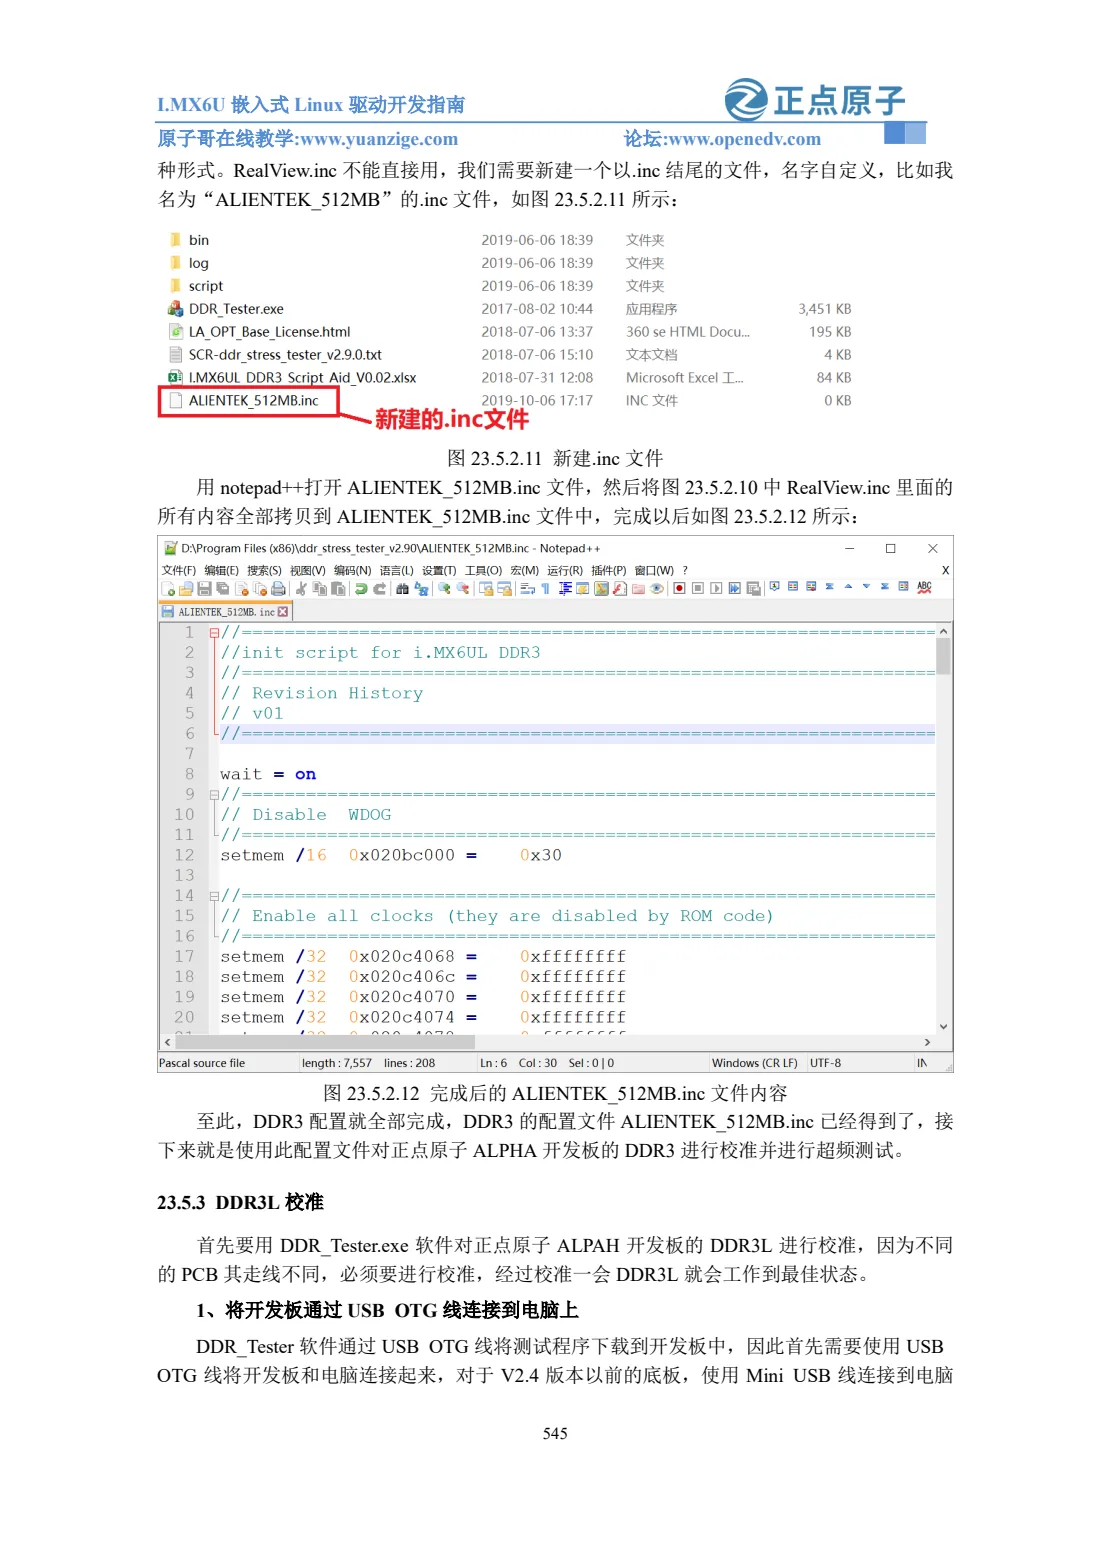 I.MX6U 嵌入式 Linux 驱动开发指南
正点原子
原子哥在线教学:www.yuanzige.com 论坛:www.openedv.com
种形式。RealView.inc 不能直接用，我们需要新建一个以.inc 结尾的文件，名字自定义，比如我
名为“ALIENTEK_512MB”的.inc 文件，如图 23.5.2.11 所示：
bin 2019-06-06 18:39 文件夹
log 2019-06-06 18:39 文件夹
script 2019-06-06 18:39 文件夹
DDR_Tester.exe 2017-08-02 10:44 应用程序 3,451 KB
LA_OPT_Base_License.html 2018-07-06 13:37 360 se HTML Docu... 195 KB
SCR-ddr_stress_tester_v2.9.0.txt 2018-07-06 15:10 文本文档 4 KB
I.MX6UL_DDR3_Script_Aid_V0.02.xlsx 2018-07-31 12:08 Microsoft Excel 工... 84 KB
ALIENTEK_512MB.inc 2019-10-06 17:17 INC 文件 0 KB
新建的.inc文件
图 23.5.2.11 新建.inc 文件
用 notepad++打开 ALIENTEK_512MB.inc 文件，然后将图 23.5.2.10 中 RealView.inc 里面的
所有内容全部拷贝到 ALIENTEK_512MB.inc 文件中，完成以后如图 23.5.2.12 所示：
D:\Program Files (x86)\ddr_stress_tester_v2.90\ALIENTEK_512MB.inc - Notepad++
文件(F) 编辑(E) 搜索(S) 视图(V) 编码(N) 语言(L) 设置(T) 工具(O) 宏(M) 运行(R) 插件(P) 窗口(W) ? X
ALIENTEK_512MB.inc
1 //==================================================================
2 //init script for i.MX6UL DDR3
3 //==================================================================
4 // Revision History
5 // v01
6 //==================================================================
7
8 wait = on
9 //==================================================================
10 // Disable  WDOG
11 //==================================================================
12 setmem /16  0x020bc000 =    0x30
13
14 //==================================================================
15 // Enable all clocks (they are disabled by ROM code)
16 //==================================================================
17 setmem /32  0x020c4068 =    0xffffffff
18 setmem /32  0x020c406c =    0xffffffff
19 setmem /32  0x020c4070 =    0xffffffff
20 setmem /32  0x020c4074 =    0xffffffff
Pascal source file length : 7,557 lines : 208 Ln : 6 Col : 30 Sel : 0 | 0 Windows (CR LF) UTF-8 IN
图 23.5.2.12 完成后的 ALIENTEK_512MB.inc 文件内容
至此，DDR3 配置就全部完成，DDR3 的配置文件 ALIENTEK_512MB.inc 已经得到了，接
下来就是使用此配置文件对正点原子 ALPHA 开发板的 DDR3 进行校准并进行超频测试。
23.5.3 DDR3L 校准
首先要用 DDR_Tester.exe 软件对正点原子 ALPAH 开发板的 DDR3L 进行校准，因为不同
的 PCB 其走线不同，必须要进行校准，经过校准一会 DDR3L 就会工作到最佳状态。
1、将开发板通过 USB OTG 线连接到电脑上
DDR_Tester 软件通过 USB OTG 线将测试程序下载到开发板中，因此首先需要使用 USB
OTG 线将开发板和电脑连接起来，对于 V2.4 版本以前的底板，使用 Mini USB 线连接到电脑
545